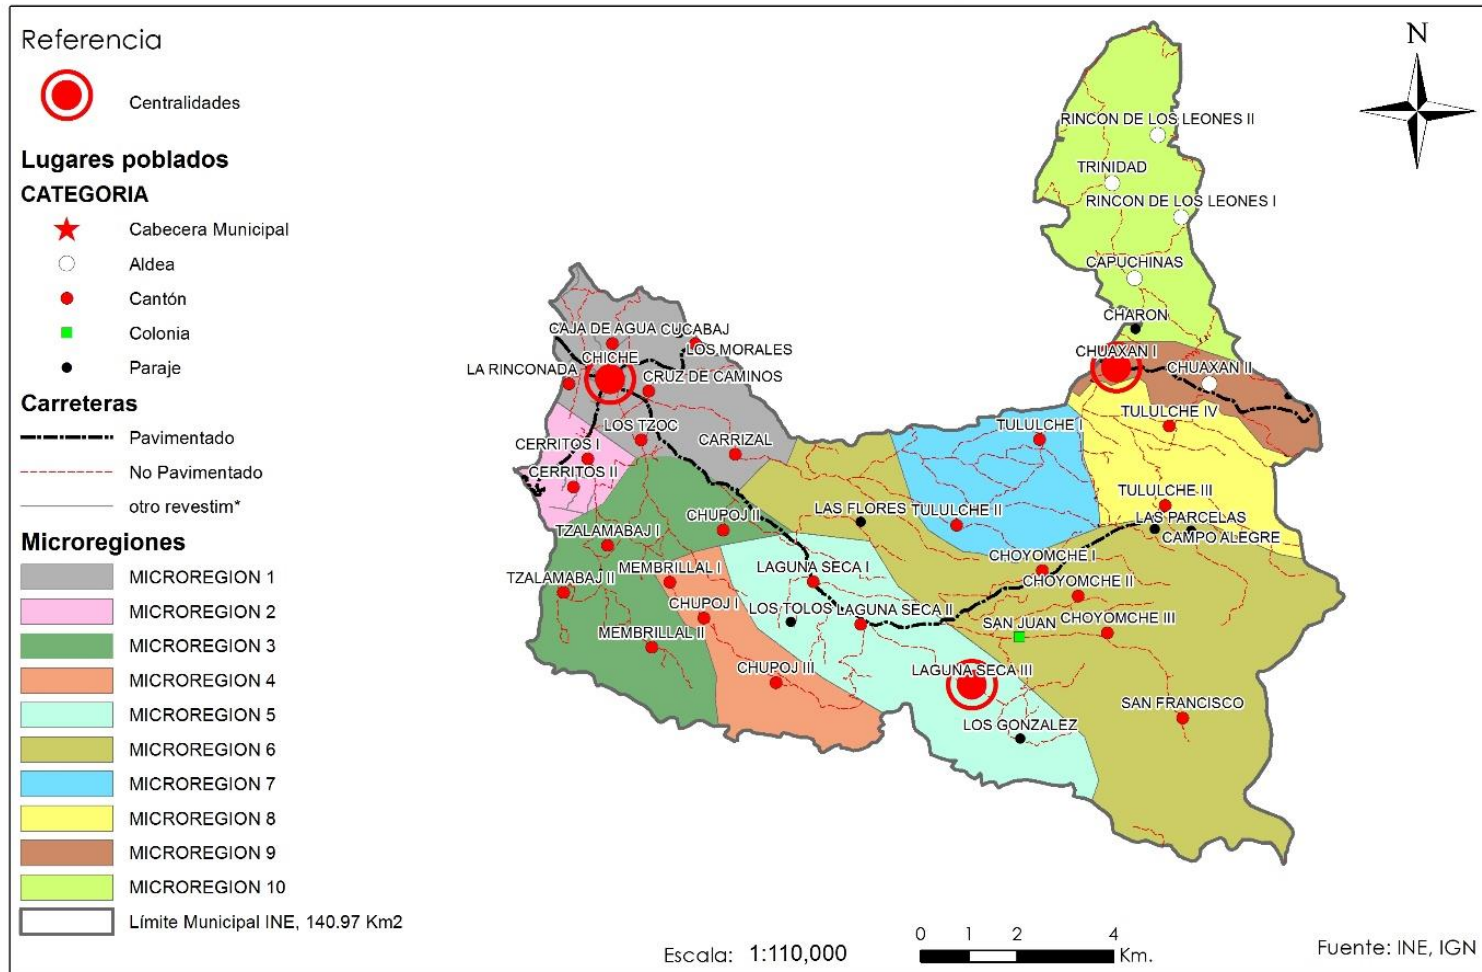 Referencia
Centralidades
Lugares poblados
CATEGORIA
Cabecera Municipal
Aldea
Cantón
Colonia
Paraje
Carreteras
Pavimentado
No Pavimentado
otro revestim*
Microregiones
MICROREGION 1
MICROREGION 2
MICROREGION 3
MICROREGION 4
MICROREGION 5
MICROREGION 6
MICROREGION 7
MICROREGION 8
MICROREGION 9
MICROREGION 10
Límite Municipal INE, 140.97 Km2
N
RINCON DE LOS LEONES II
TRINIDAD
RINCON DE LOS LEONES I
CAPUCHINAS
CHARON
CHUAXAN I
CHUAXAN II
CAJA DE AGUA
CUCABAJ
LOS MORALES
CHICHE
LA RINCONADA
CRUZ DE CAMINOS
LOS TZOC
CARRIZAL
CERRITOS I
CERRITOS II
TULULCHE I
TULULCHE IV
TULULCHE III
TULULCHE II
LAS FLORES
LAS PARCELAS
CAMPO ALEGRE
CHUPOJ II
TZALAMABAJ I
TZALAMABAJ II
MEMBRILLAL I
LAGUNA SECA I
CHOYOMCHE I
CHOYOMCHE II
CHUPOJ I
LOS TOLOS
LAGUNA SECA II
SAN JUAN
CHOYOMCHE III
MEMBRILLAL II
CHUPOJ III
LAGUNA SECA III
LOS GONZALEZ
SAN FRANCISCO
Escala: 1:110,000
0 1 2 4
Km.
Fuente: INE, IGN